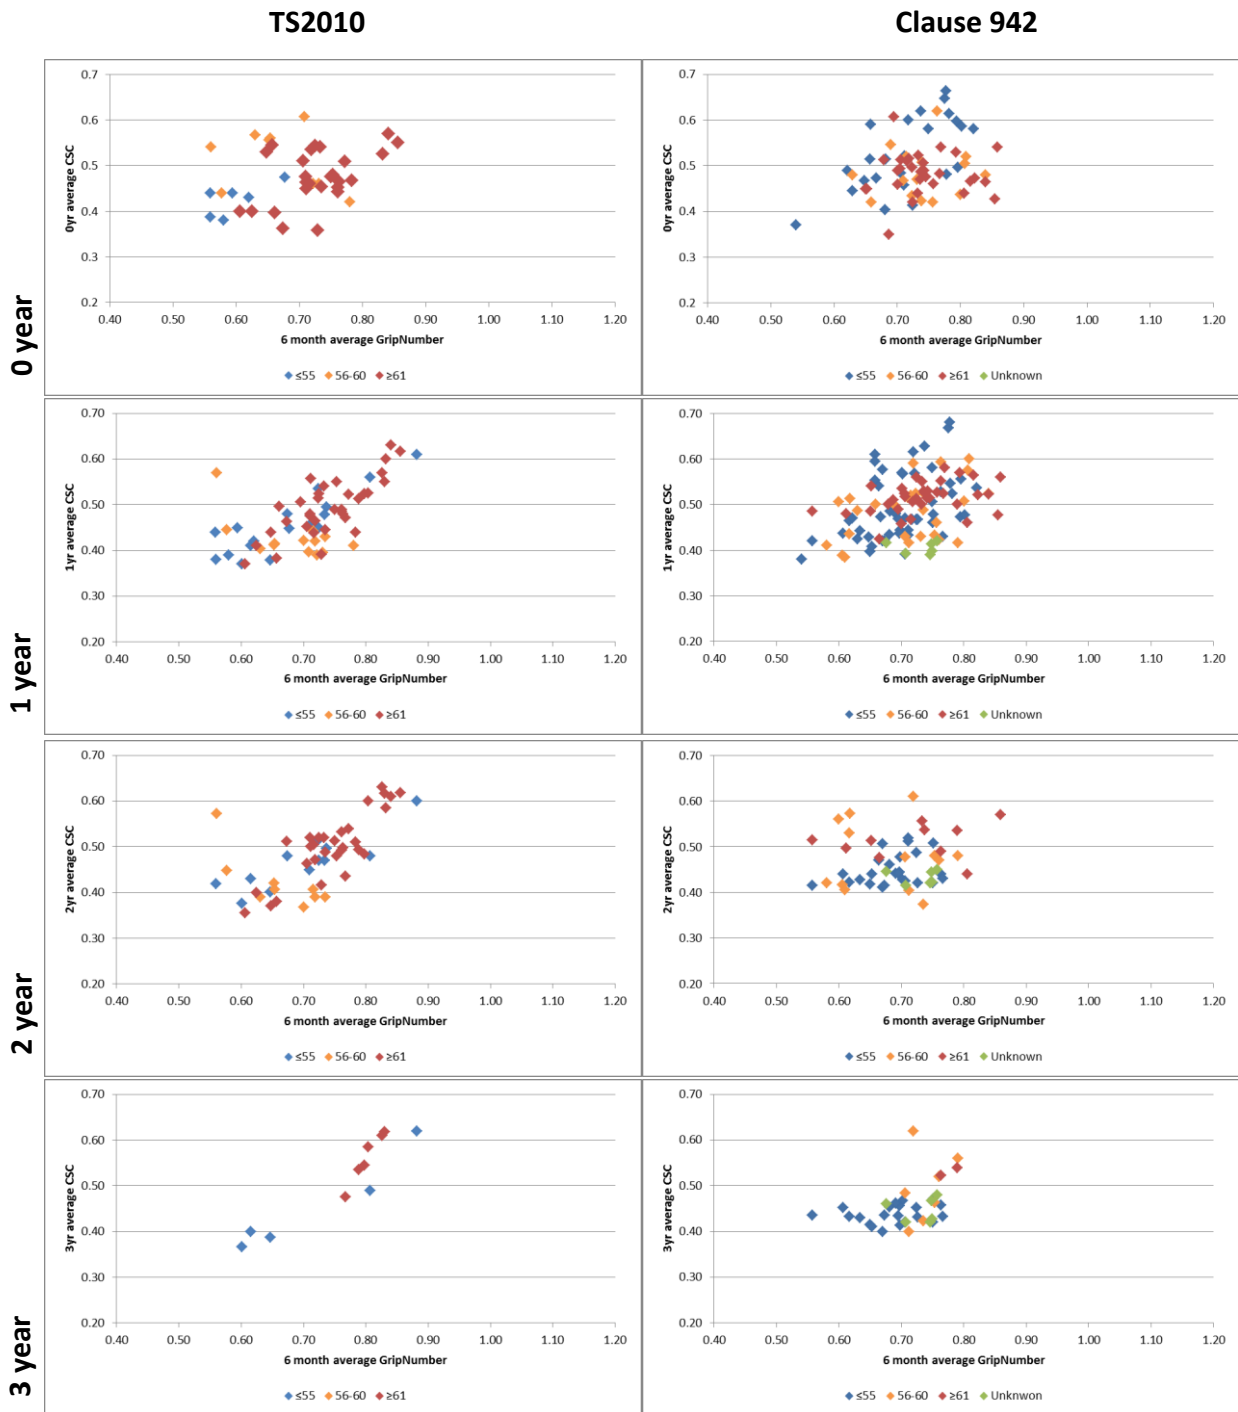 TS2010 Clause 942
0 year
0yr average CSC
0.7
0.6
0.5
0.4
0.3
0.2
0.40 0.50 0.60 0.70 0.80 0.90 1.00 1.10 1.20
6 month average GripNumber
≤55 56-60 ≥61
0yr average CSC
0.7
0.6
0.5
0.4
0.3
0.2
0.40 0.50 0.60 0.70 0.80 0.90 1.00 1.10 1.20
6 month average GripNumber
≤55 56-60 ≥61 Unknown
1 year
1yr average CSC
0.70
0.60
0.50
0.40
0.30
0.20
0.40 0.50 0.60 0.70 0.80 0.90 1.00 1.10 1.20
6 month average GripNumber
≤55 56-60 ≥61
1yr average CSC
0.70
0.60
0.50
0.40
0.30
0.20
0.40 0.50 0.60 0.70 0.80 0.90 1.00 1.10 1.20
6 month average GripNumber
≤55 56-60 ≥61 Unknown
2 year
2yr average CSC
0.70
0.60
0.50
0.40
0.30
0.20
0.40 0.50 0.60 0.70 0.80 0.90 1.00 1.10 1.20
6 month average GripNumber
≤55 56-60 ≥61
2yr average CSC
0.70
0.60
0.50
0.40
0.30
0.20
0.40 0.50 0.60 0.70 0.80 0.90 1.00 1.10 1.20
6 month average GripNumber
≤55 56-60 ≥61 Unknown
3 year
3yr average CSC
0.70
0.60
0.50
0.40
0.30
0.20
0.40 0.50 0.60 0.70 0.80 0.90 1.00 1.10 1.20
6 month average GripNumber
≤55 56-60 ≥61
3yr average CSC
0.70
0.60
0.50
0.40
0.30
0.20
0.40 0.50 0.60 0.70 0.80 0.90 1.00 1.10 1.20
6 month average GripNumber
≤55 56-60 ≥61 Unknwon